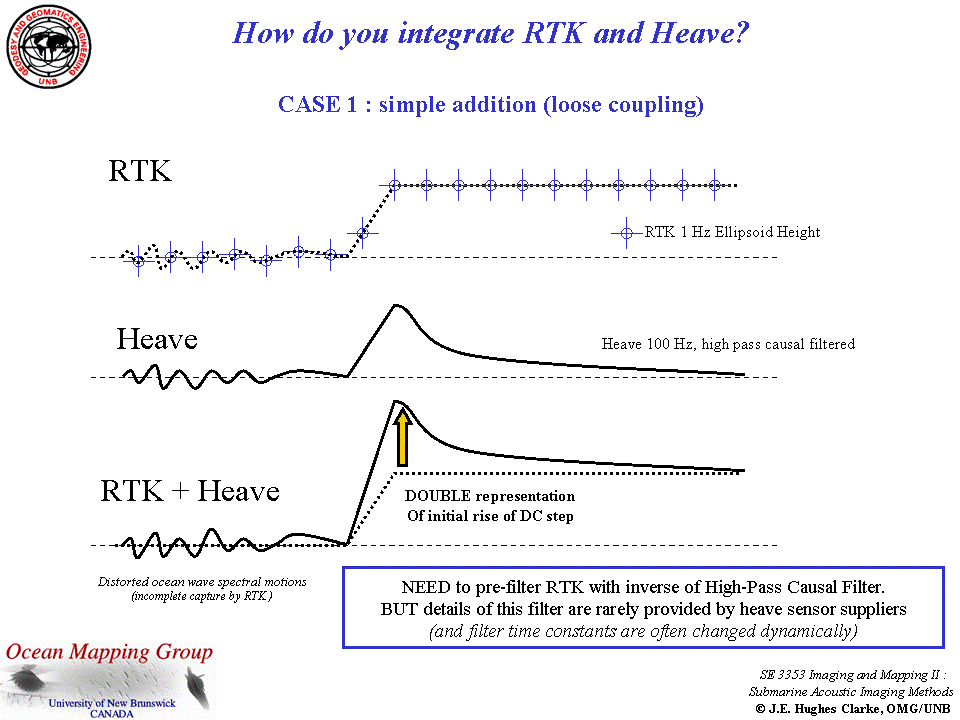 How do you integrate RTK and Heave?
GEODESY AND GEOMATICS ENGINEERING
UNB
CASE 1 : simple addition (loose coupling)
RTK
RTK 1 Hz Ellipsoid Height
Heave
Heave 100 Hz, high pass causal filtered
RTK + Heave
DOUBLE representation
Of initial rise of DC step
Distorted ocean wave spectral motions
(incomplete capture by RTK)
NEED to pre-filter RTK with inverse of High-Pass Causal Filter.
BUT details of this filter are rarely provided by heave sensor suppliers
(and filter time constants are often changed dynamically)
Ocean Mapping Group
University of New Brunswick
CANADA
SE 3353 Imaging and Mapping II :
Submarine Acoustic Imaging Methods
© J.E. Hughes Clarke, OMG/UNB